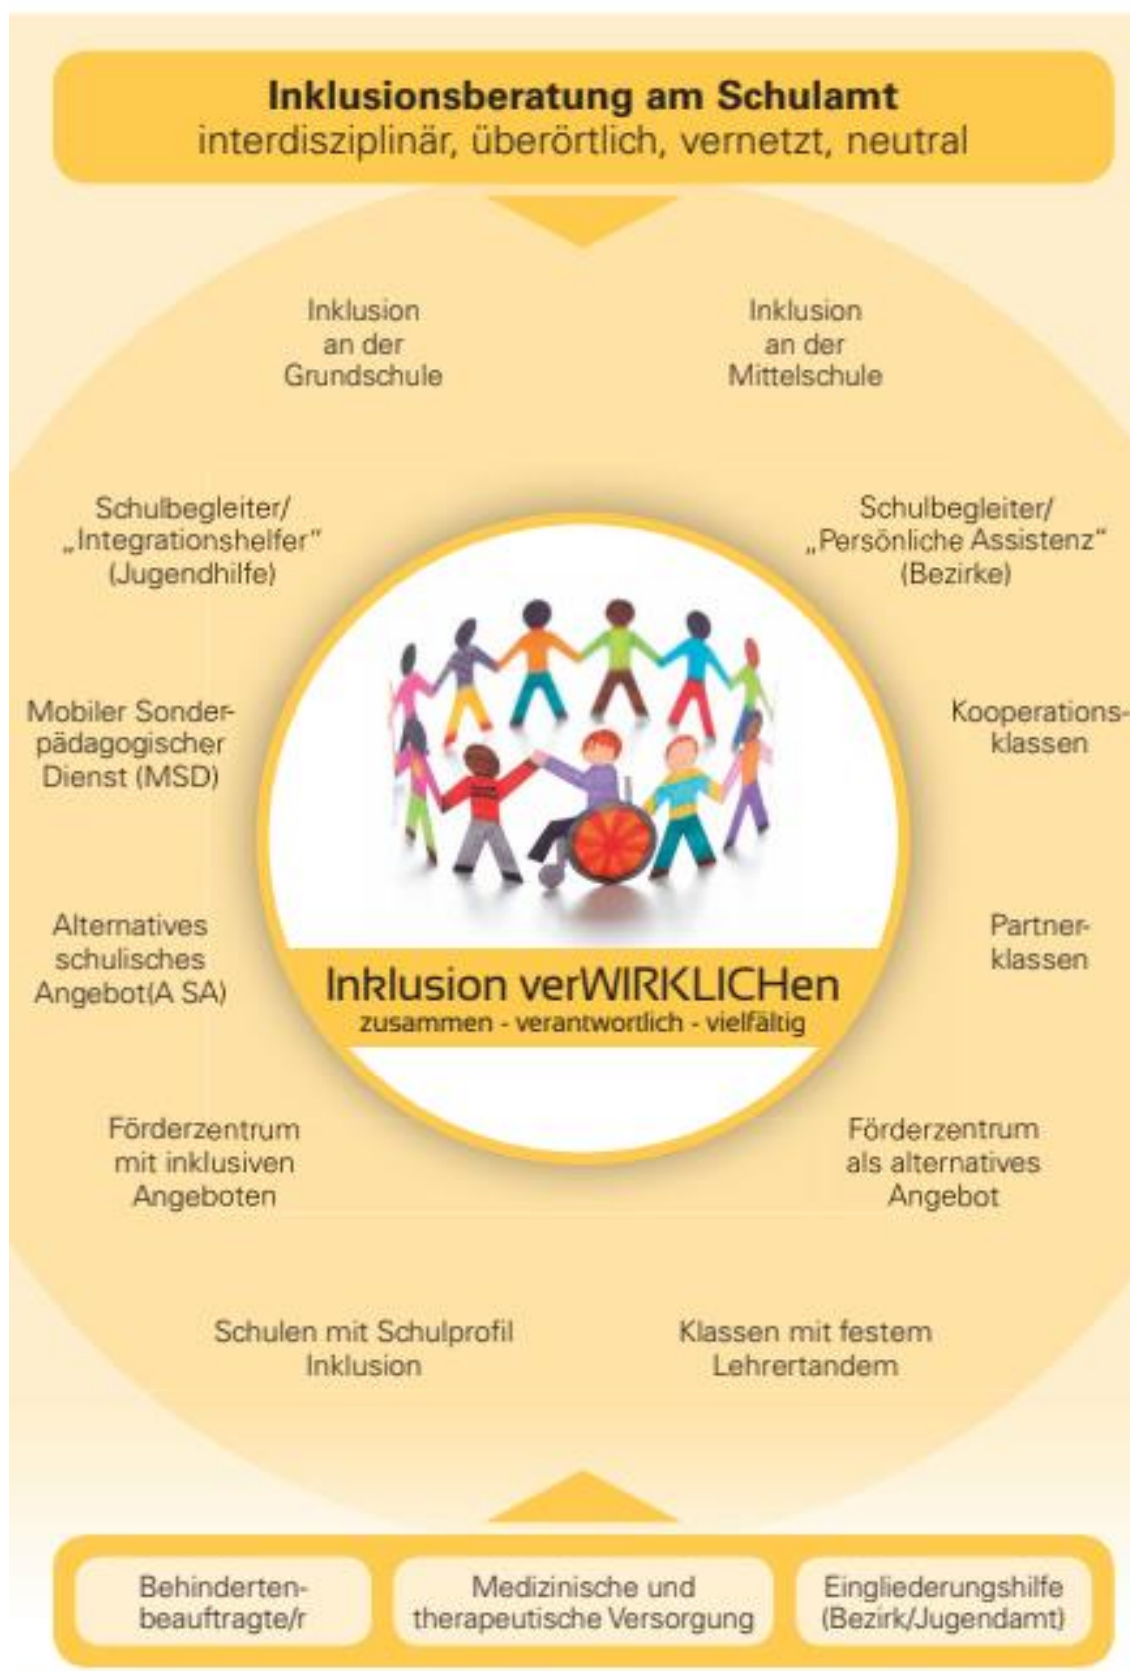 Inklusionsberatung am Schulamt
interdisziplinär, überörtlich, vernetzt, neutral
Inklusion
an der
Grundschule
Inklusion
an der
Mittelschule
Schulbegleiter/
„Integrationshelfer“
(Jugendhilfe)
Schulbegleiter/
„Persönliche Assistenz“
(Bezirke)
Mobiler Sonder-
pädagogischer
Dienst (MSD)
Kooperations-
klassen
Alternatives
schulisches
Angebot(A SA)
Partner-
klassen
Inklusion verWIRKLICHen
zusammen - verantwortlich - vielfältig
Förderzentrum
mit inklusiven
Angeboten
Förderzentrum
als alternatives
Angebot
Schulen mit Schulprofil
Inklusion
Klassen mit festem
Lehrertandem
Behinderten-
beauftragte/r
Medizinische und
therapeutische Versorgung
Eingliederungshilfe
(Bezirk/Jugendamt)